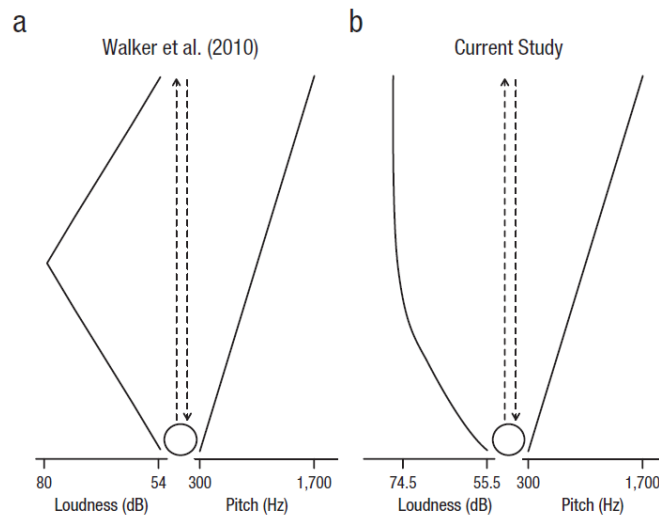 a
Walker et al. (2010)
80
54
300
1,700
Loudness (dB)
Pitch (Hz)
b
Current Study
74.5
55.5
300
1,700
Loudness (dB)
Pitch (Hz)